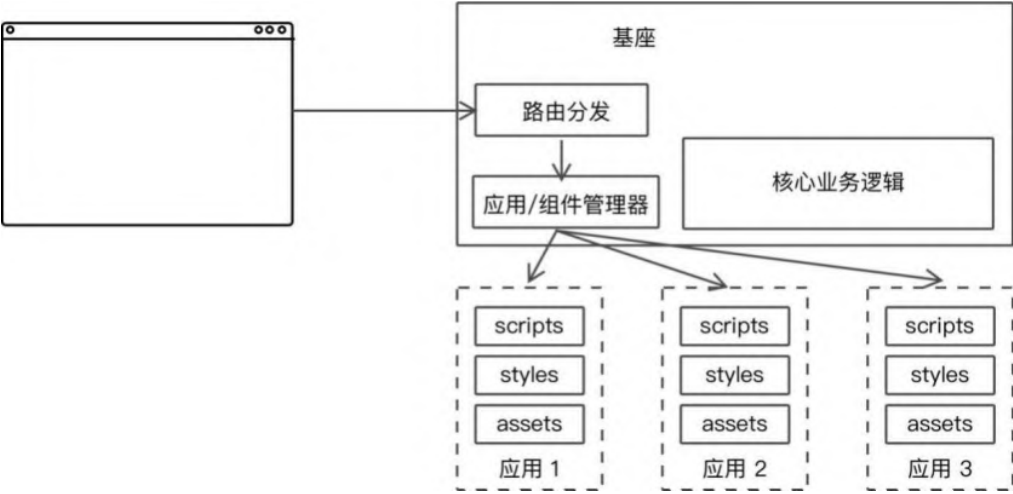 基座
路由分发
应用/组件管理器
核心业务逻辑
scripts
styles
assets
应用 1
scripts
styles
assets
应用 2
scripts
styles
assets
应用 3